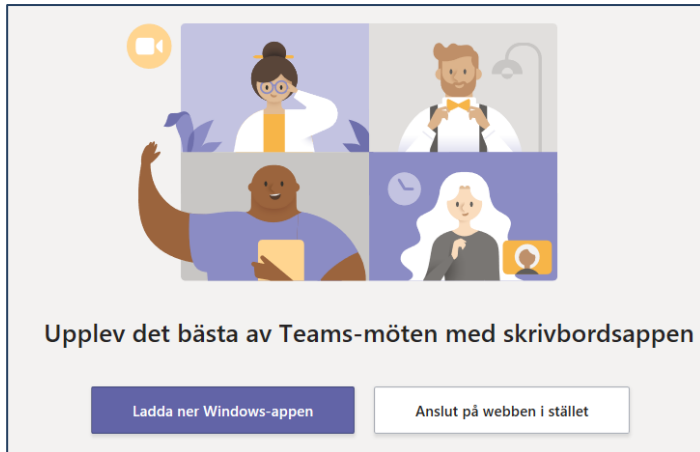 Upplev det bästa av Teams-möten med skrivbordsappen
Ladda ner Windows-appen
Anslut på webben i stället